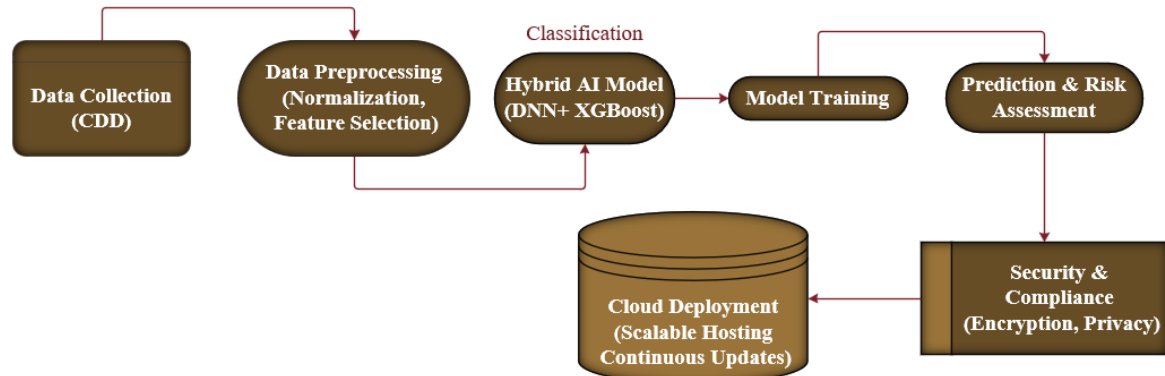 Data Collection
(CDD)
Data Preprocessing
(Normalization,
Feature Selection)
Classification
Hybrid AI Model
(DNN+ XGBoost)
Model Training
Prediction & Risk
Assessment
Security &
Compliance
(Encryption, Privacy)
Cloud Deployment
(Scalable Hosting
Continuous Updates)